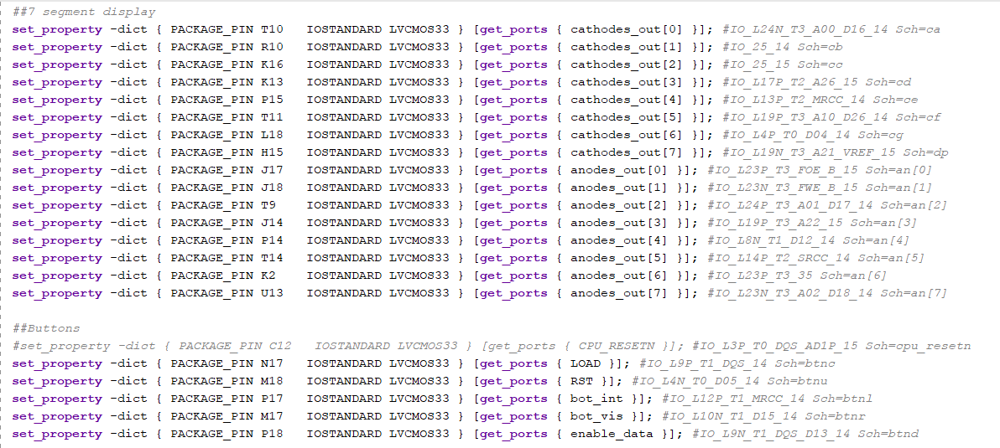 ##7 segment display
set_property -dict { PACKAGE_PIN T10   IOSTANDARD LVCMOS33 } [get_ports { cathodes_out[0] }]; #IO_L24N_T3_A00_D16_14 Sch=ca
set_property -dict { PACKAGE_PIN R10   IOSTANDARD LVCMOS33 } [get_ports { cathodes_out[1] }]; #IO_25_14 Sch=cb
set_property -dict { PACKAGE_PIN K16   IOSTANDARD LVCMOS33 } [get_ports { cathodes_out[2] }]; #IO_25_15 Sch=cc
set_property -dict { PACKAGE_PIN K13   IOSTANDARD LVCMOS33 } [get_ports { cathodes_out[3] }]; #IO_L17P_T2_A26_15 Sch=cd
set_property -dict { PACKAGE_PIN P15   IOSTANDARD LVCMOS33 } [get_ports { cathodes_out[4] }]; #IO_L13P_T2_MRCC_14 Sch=ce
set_property -dict { PACKAGE_PIN T11   IOSTANDARD LVCMOS33 } [get_ports { cathodes_out[5] }]; #IO_L19P_T3_A10_D26_14 Sch=cf
set_property -dict { PACKAGE_PIN L18   IOSTANDARD LVCMOS33 } [get_ports { cathodes_out[6] }]; #IO_L4P_T0_D04_14 Sch=cg
set_property -dict { PACKAGE_PIN H15   IOSTANDARD LVCMOS33 } [get_ports { cathodes_out[7] }]; #IO_L19N_T3_A21_VREF_15 Sch=dp
set_property -dict { PACKAGE_PIN J17   IOSTANDARD LVCMOS33 } [get_ports { anodes_out[0] }]; #IO_L23P_T3_FOE_B_15 Sch=an[0]
set_property -dict { PACKAGE_PIN J18   IOSTANDARD LVCMOS33 } [get_ports { anodes_out[1] }]; #IO_L23N_T3_FWE_B_15 Sch=an[1]
set_property -dict { PACKAGE_PIN T9    IOSTANDARD LVCMOS33 } [get_ports { anodes_out[2] }]; #IO_L24P_T3_A01_D17_14 Sch=an[2]
set_property -dict { PACKAGE_PIN J14   IOSTANDARD LVCMOS33 } [get_ports { anodes_out[3] }]; #IO_L19P_T3_A22_15 Sch=an[3]
set_property -dict { PACKAGE_PIN P14   IOSTANDARD LVCMOS33 } [get_ports { anodes_out[4] }]; #IO_L8N_T1_D12_14 Sch=an[4]
set_property -dict { PACKAGE_PIN T14   IOSTANDARD LVCMOS33 } [get_ports { anodes_out[5] }]; #IO_L14P_T2_SRCC_14 Sch=an[5]
set_property -dict { PACKAGE_PIN K2    IOSTANDARD LVCMOS33 } [get_ports { anodes_out[6] }]; #IO_L23P_T3_35 Sch=an[6]
set_property -dict { PACKAGE_PIN U13   IOSTANDARD LVCMOS33 } [get_ports { anodes_out[7] }]; #IO_L23N_T3_A02_D18_14 Sch=an[7]
##Buttons
#set_property -dict { PACKAGE_PIN C12   IOSTANDARD LVCMOS33 } [get_ports { CPU_RESETN }]; #IO_L3P_T0_DQS_AD1P_15 Sch=cpu_resetn
set_property -dict { PACKAGE_PIN N17   IOSTANDARD LVCMOS33 } [get_ports { LOAD }]; #IO_L9P_T1_DQS_14 Sch=btnc
set_property -dict { PACKAGE_PIN M18   IOSTANDARD LVCMOS33 } [get_ports { RST }]; #IO_L4N_T0_D05_14 Sch=btnu
set_property -dict { PACKAGE_PIN P17   IOSTANDARD LVCMOS33 } [get_ports { bot_int }]; #IO_L12P_T1_MRCC_14 Sch=btnl
set_property -dict { PACKAGE_PIN M17   IOSTANDARD LVCMOS33 } [get_ports { bot_vis }]; #IO_L10N_T1_D15_14 Sch=btnr
set_property -dict { PACKAGE_PIN P18   IOSTANDARD LVCMOS33 } [get_ports { enable_data }]; #IO_L9N_T1_DQS_D13_14 Sch=btnd